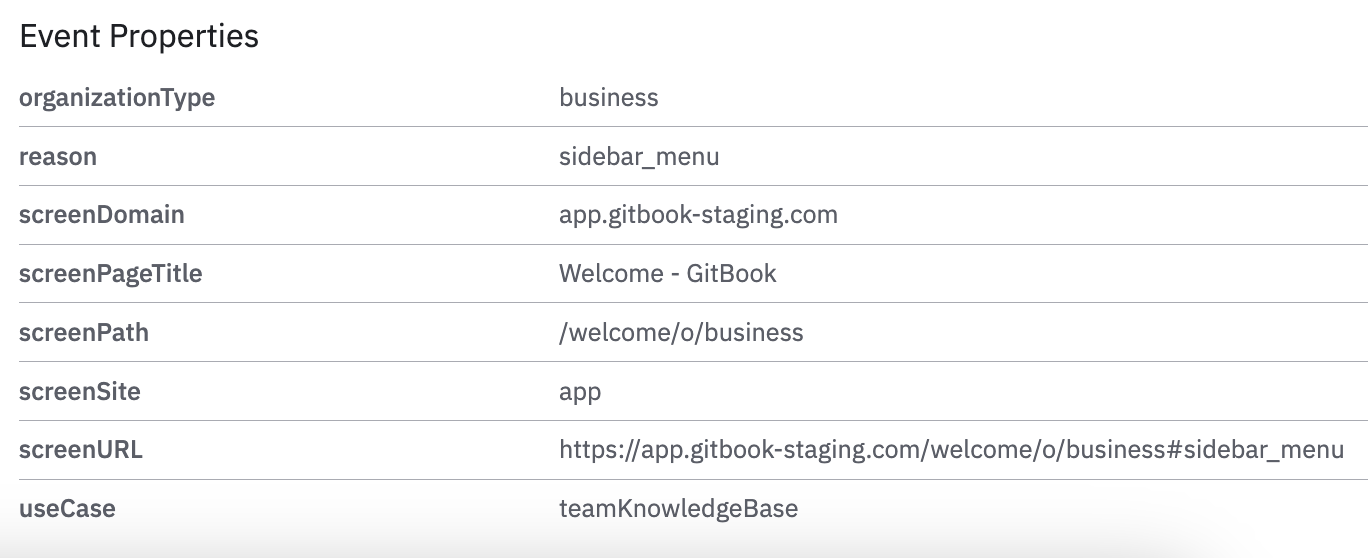 Event Properties
organizationType business
reason sidebar_menu
screenDomain app.gitbook-staging.com
screenPageTitle Welcome - GitBook
screenPath /welcome/o/business
screenSite app
screenURL https://app.gitbook-staging.com/welcome/o/business#sidebar_menu
useCase teamKnowledgeBase